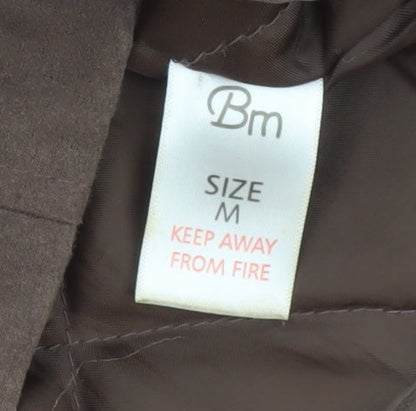 Bm
SIZE
M
KEEP AWAY
FROM FIRE